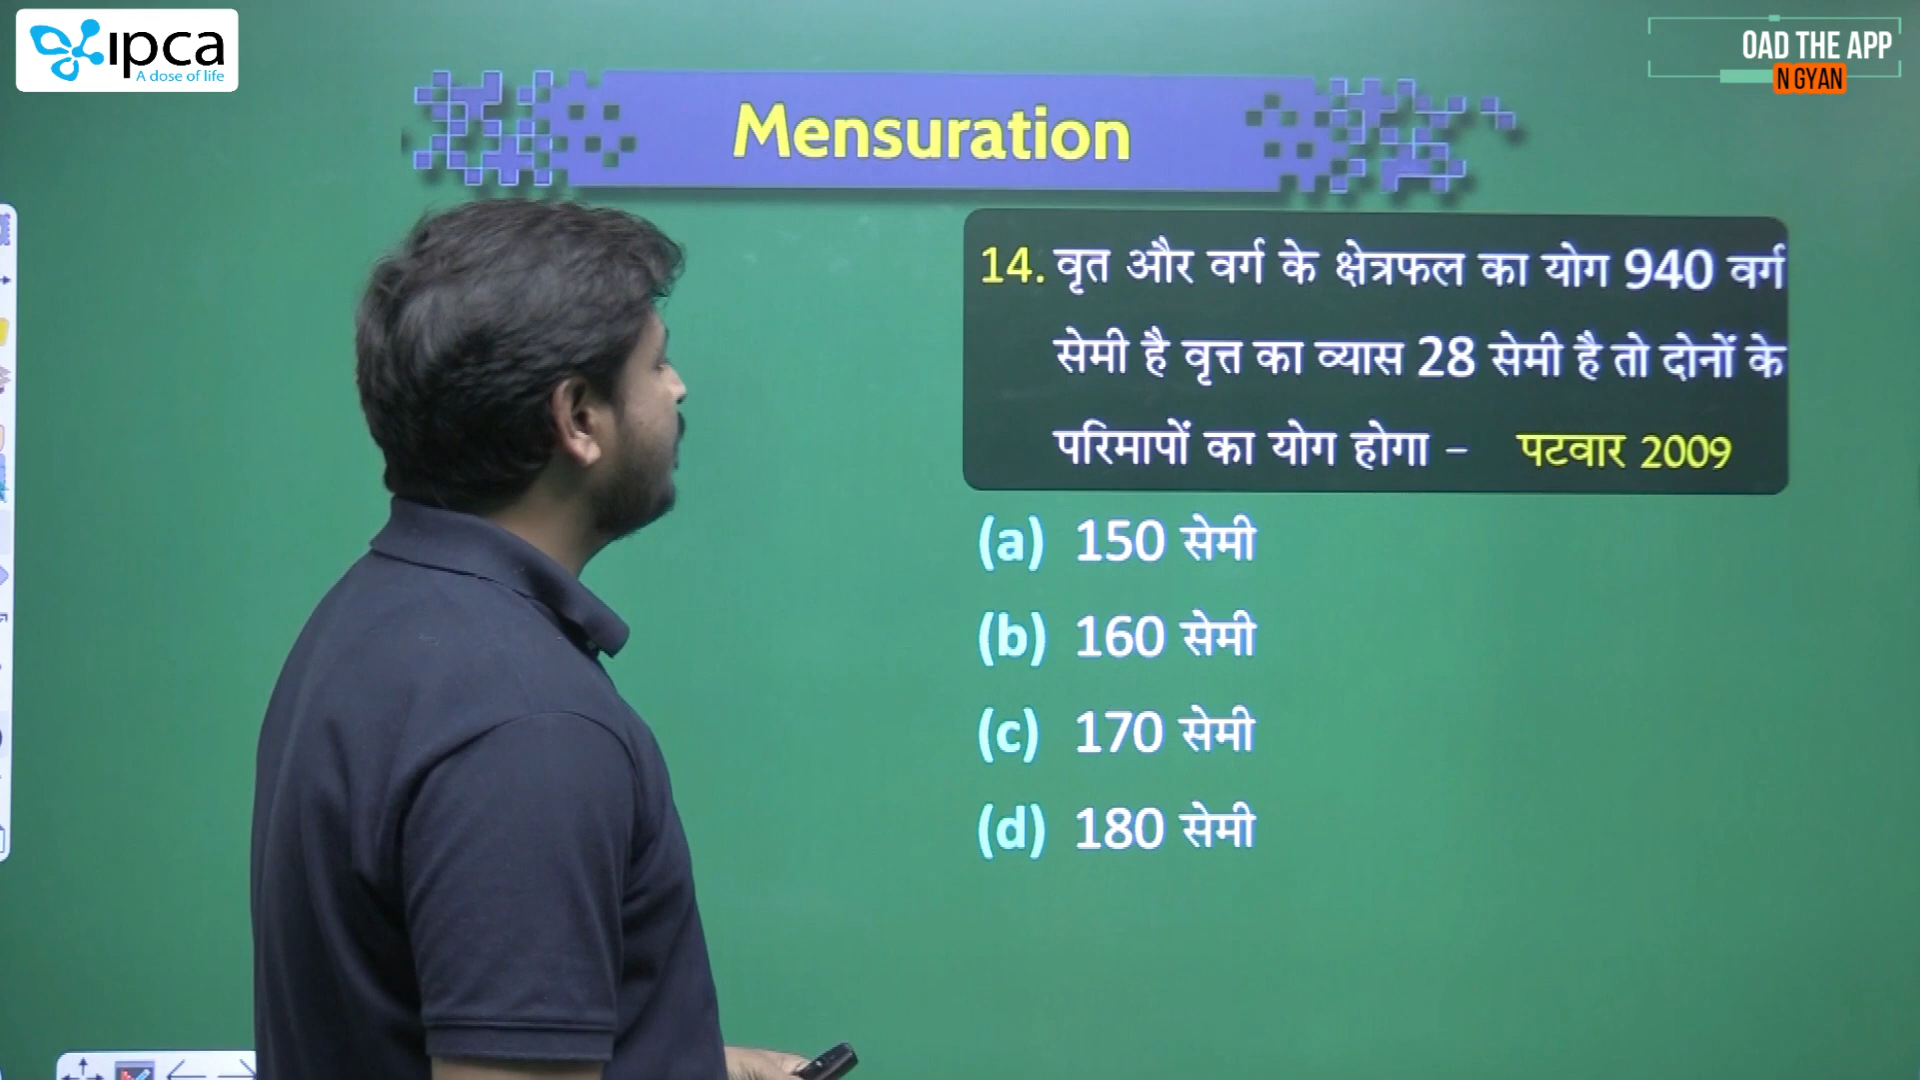 ipca
A dose of life
OAD THE APP
N GYAN
Mensuration
14. वृत और वर्ग के क्षेत्रफल का योग 940 वर्ग
सेमी है वृत्त का व्यास 28 सेमी है तो दोनों के
परिमापों का योग होगा – पटवार 2009
(a) 150 सेमी
(b) 160 सेमी
(c) 170 सेमी
(d) 180 सेमी